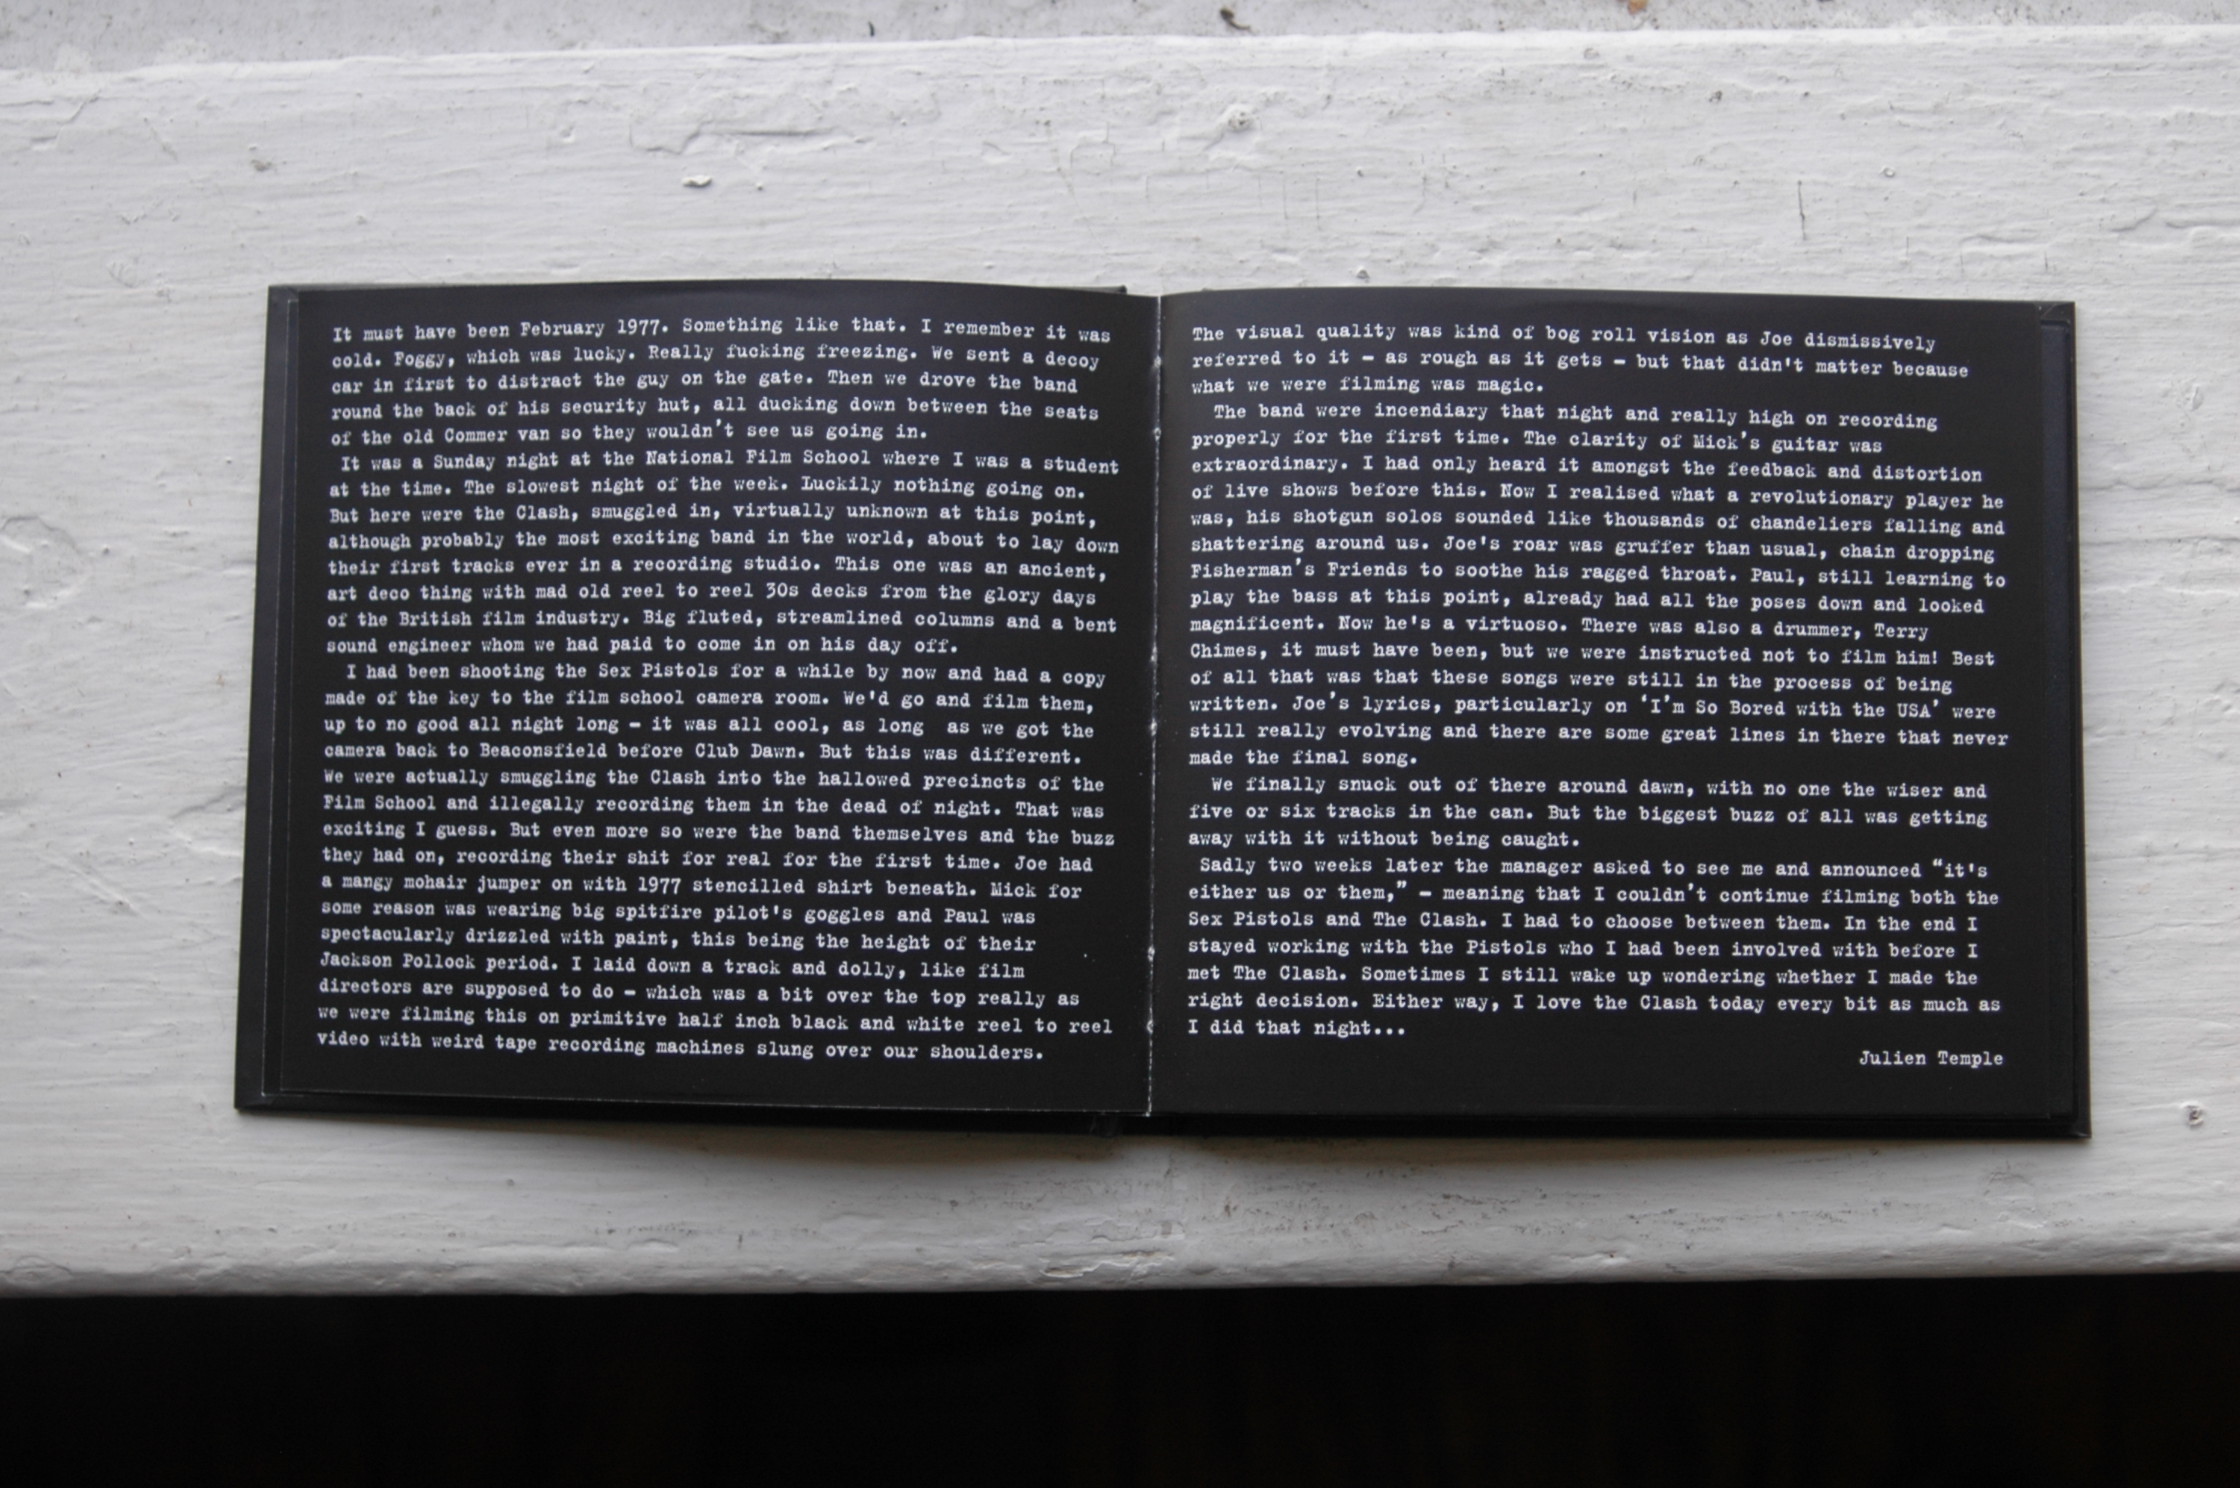 It must have been February 1977. Something like that. I remember it was
cold. Foggy, which was lucky. Really fucking freezing. We sent a decoy
car in first to distract the guy on the gate. Then we drove the band
round the back of his security hut, all ducking down between the seats
of the old Commer van so they wouldn't see us going in.
It was a Sunday night at the National Film School where I was a student
at the time. The slowest night of the week. Luckily nothing going on.
But here were the Clash, smuggled in, virtually unknown at this point,
although probably the most exciting band in the world, about to lay down
their first tracks ever in a recording studio. This one was an ancient,
art deco thing with mad old reel to reel 30s decks from the glory days
of the British film industry. Big fluted, streamlined columns and a bent
sound engineer whom we had paid to come in on his day off.
I had been shooting the Sex Pistols for a while by now and had a copy
made of the key to the film school camera room. We'd go and film them,
up to no good all night long - it was all cool, as long as we got the
camera back to Beaconsfield before Club Dawn. But this was different.
We were actually smuggling the Clash into the hallowed precincts of the
Film School and illegally recording them in the dead of night. That was
exciting I guess. But even more so were the band themselves and the buzz
they had on, recording their shit for real for the first time. Joe had
a mangy mohair jumper on with 1977 stencilled shirt beneath. Mick for
some reason was wearing big spitfire pilot's goggles and Paul was
spectacularly drizzled with paint, this being the height of their
Jackson Pollock period. I laid down a track and dolly, like film
directors are supposed to do - which was a bit over the top really as
we were filming this on primitive half inch black and white reel to reel
video with weird tape recording machines slung over our shoulders.
The visual quality was kind of bog roll vision as Joe dismissively
referred to it - as rough as it gets - but that didn't matter because
what we were filming was magic.
The band were incendiary that night and really high on recording
properly for the first time. The clarity of Mick's guitar was
extraordinary. I had only heard it amongst the feedback and distortion
of live shows before this. Now I realised what a revolutionary player he
was, his shotgun solos sounded like thousands of chandeliers falling and
shattering around us. Joe's roar was gruffer than usual, chain dropping
Fisherman's Friends to soothe his ragged throat. Paul, still learning to
play the bass at this point, already had all the poses down and looked
magnificent. Now he's a virtuoso. There was also a drummer, Terry
Chimes, it must have been, but we were instructed not to film him! Best
of all that was that these songs were still in the process of being
written. Joe's lyrics, particularly on 'I'm So Bored with the USA' were
still really evolving and there are some great lines in there that never
made the final song.
We finally snuck out of there around dawn, with no one the wiser and
five or six tracks in the can. But the biggest buzz of all was getting
away with it without being caught.
Sadly two weeks later the manager asked to see me and announced “it's
either us or them,” - meaning that I couldn't continue filming both the
Sex Pistols and The Clash. I had to choose between them. In the end I
stayed working with the Pistols who I had been involved with before I
met The Clash. Sometimes I still wake up wondering whether I made the
right decision. Either way, I love the Clash today every bit as much as
I did that night...
Julien Temple